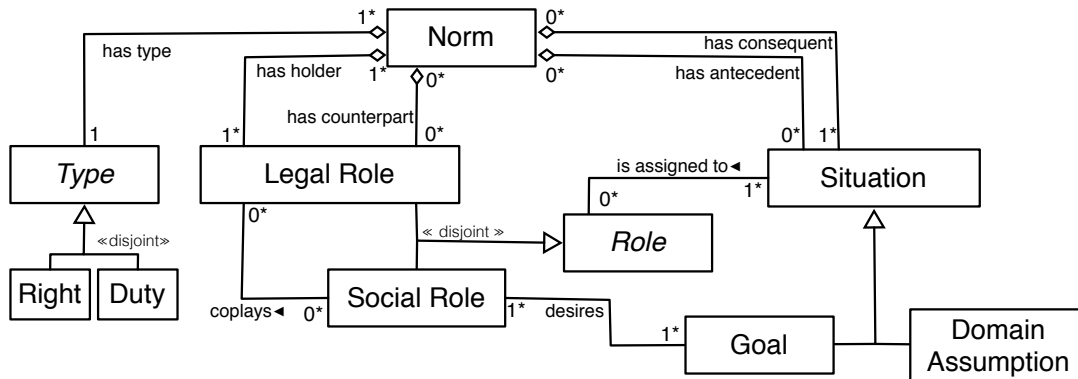 1*
Norm
0*
has type
has consequent
has holder
1*
0*
0*
has antecedent
has counterpart
1
1*
0*
0*
1*
Type
Legal Role
is assigned to◄
Situation
0*
0*
1*
«disjoint»
« disjoint »
Role
Right
Duty
Social Role
coplays◄
0*
1*
desires
1*
Goal
Domain
Assumption